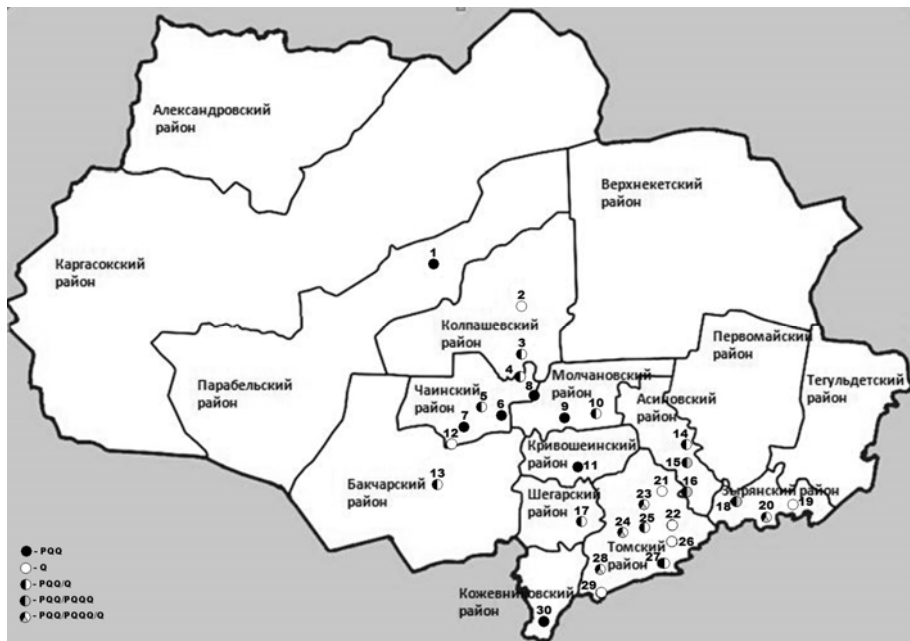 Александровский
район
Верхнекетский
район
1
Каргасокский
район
2
Колпашевский
район
3
Первомайский
район
4
Молчановский
район
Тегульдетский
район
Парабельский
район
Чаинский
район
5
6
7
8
9
10
Асиновский
район
12
14
Кривошеинский
район
11
15
13
Бакчарский
район
Шегарский
район
17
21
16
Зырянский район
18
19
20
23
22
24
25
26
Томский
район
27
28
29
Кожевниковский
район
30
- PQQ
- Q
- PQQ/Q
- PQQ/PQQQ
- PQQ/PQQQ/Q